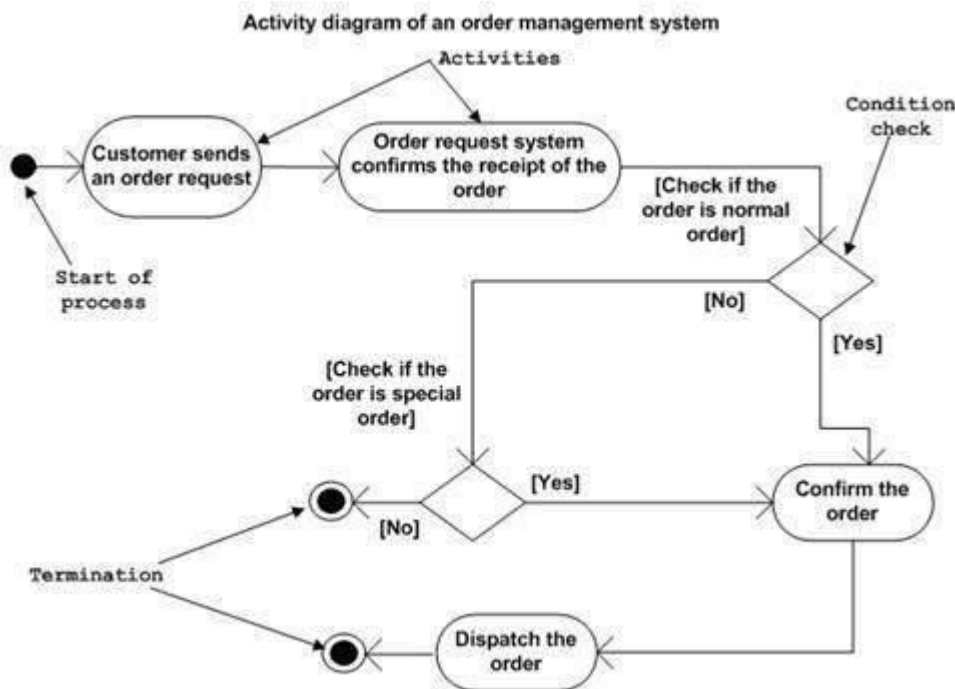 Activity diagram of an order management system
Activities
Condition
check
Customer sends
an order request
Order request system
confirms the receipt of the
order
[Check if the
order is normal
order]
Start of
process
[No]
[Yes]
[Check if the
order is special
order]
[Yes]
[No]
Confirm the
order
Termination
Dispatch the
order